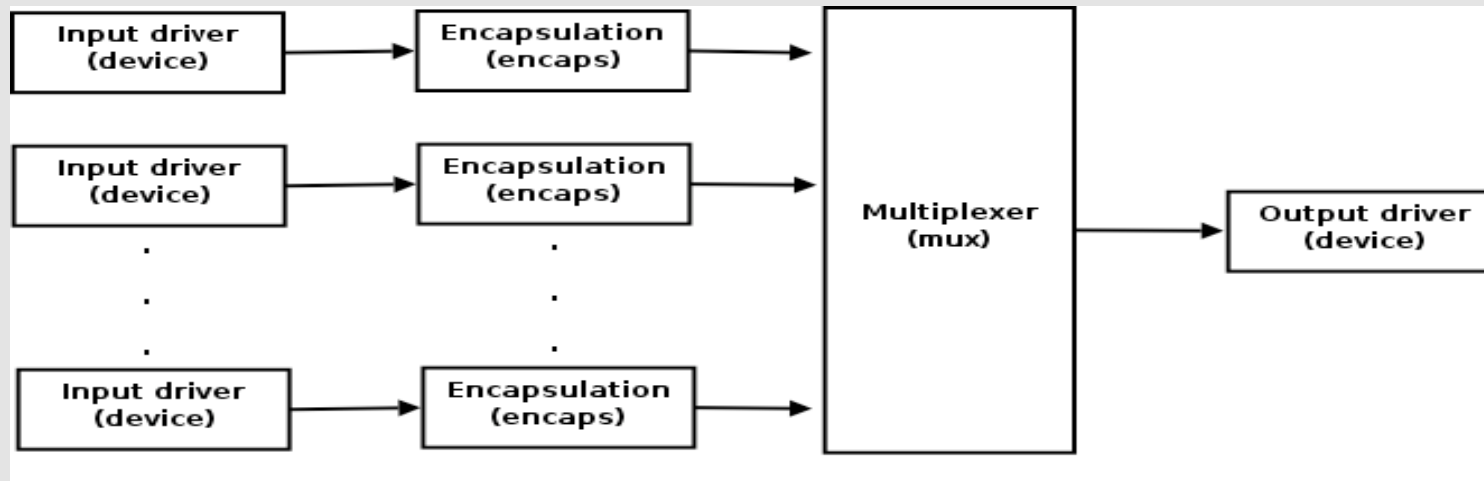 Input driver
(device)
Encapsulation
(encaps)
Input driver
(device)
Encapsulation
(encaps)
Multiplexer
(mux)
Output driver
(device)
.
.
.
.
.
.
Input driver
(device)
Encapsulation
(encaps)